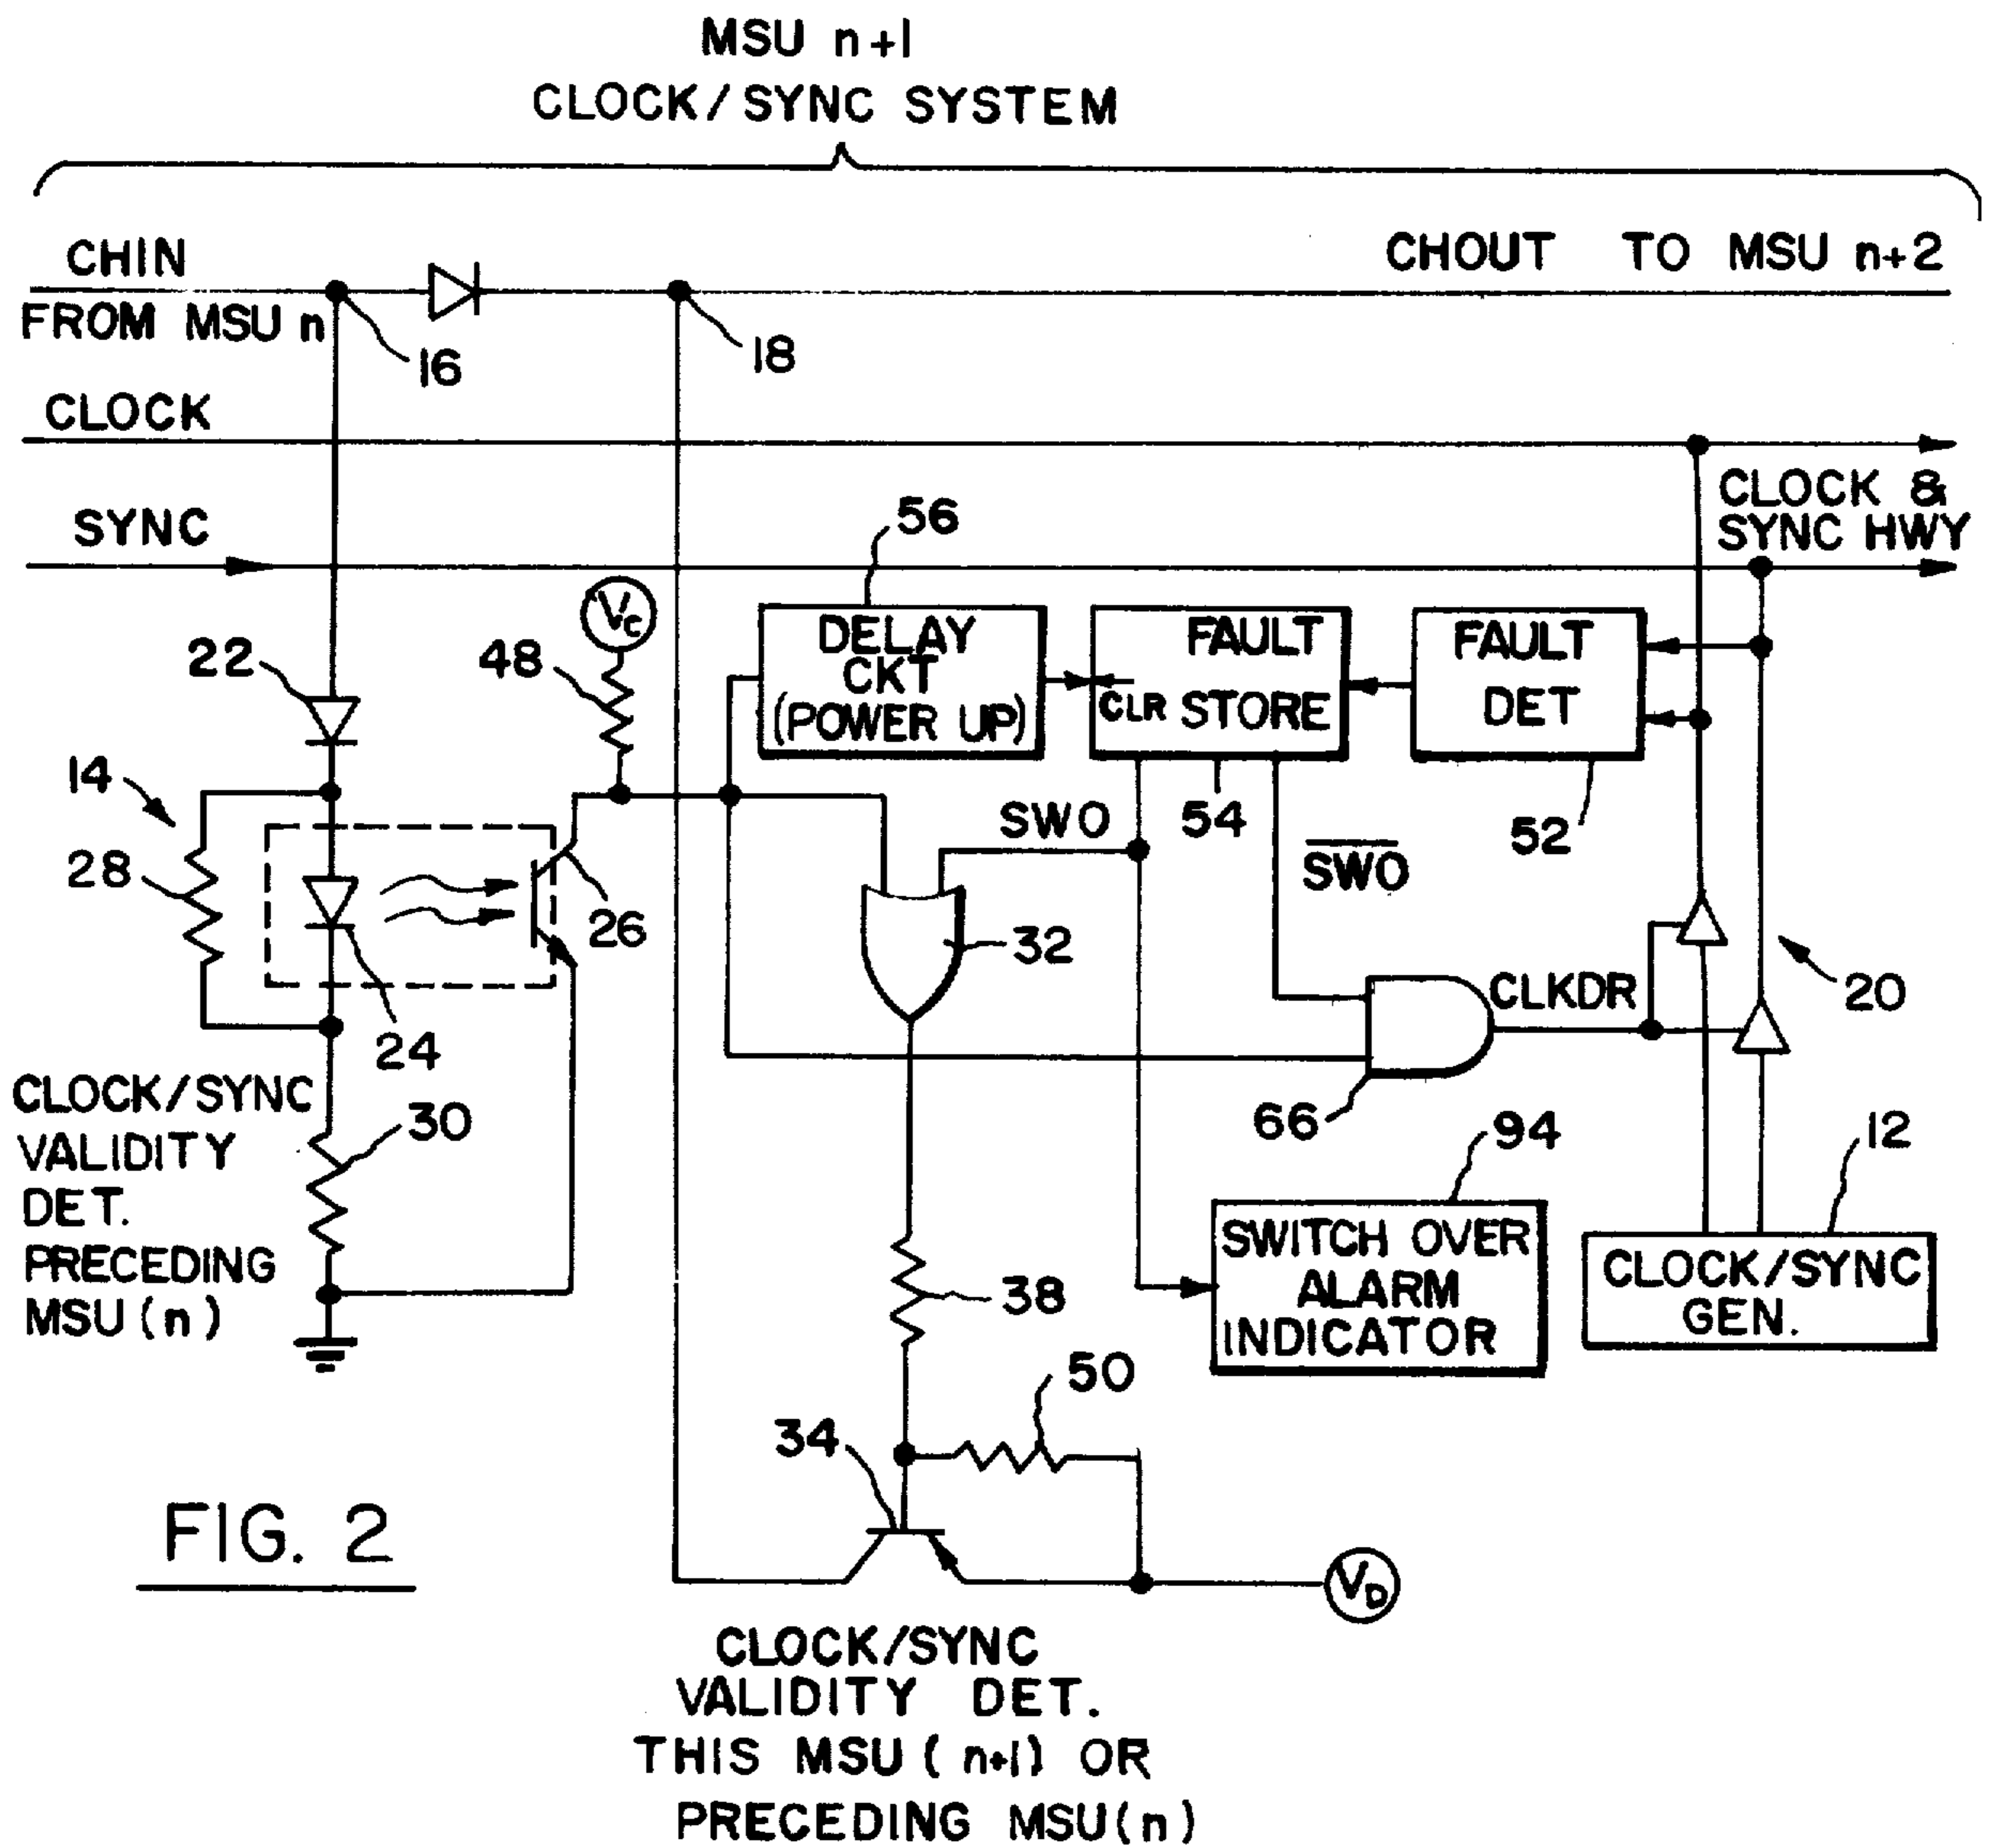 MSU n+1
CLOCK/SYNC SYSTEM
CHIN
FROM MSU n
CHOUT TO MSU n+2
16
18
CLOCK
CLOCK &
SYNC HWY
SYNC
56
VC
22
48
DELAY
CKT
(POWER UP)
FAULT
CLR STORE
FAULT
DET
14
SWO
54
52
28
SWO
26
32
CLKDR
20
24
CLOCK/SYNC
VALIDITY
DET.
PRECEDING
MSU (n)
30
66
94
12
SWITCH OVER
ALARM
INDICATOR
CLOCK/SYNC
GEN.
38
50
34
FIG. 2
VD
CLOCK/SYNC
VALIDITY DET.
THIS MSU (n+1) OR
PRECEDING MSU(n)